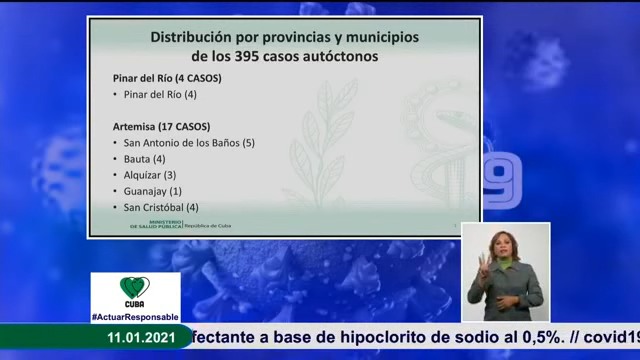 Distribución por provincias y municipios
de los 395 casos autóctonos
Pinar del Río (4 CASOS)
• Pinar del Río (4)
Artemisa (17 CASOS)
• San Antonio de los Baños (5)
• Bauta (4)
• Alquízar (3)
• Guanajay (1)
• San Cristóbal (4)
MINISTERIO
DE SALUD PÚBLICA
República de Cuba
9
CUBA
#ActuarResponsable
11.01.2021
fectante a base de hipoclorito de sodio al 0,5%. // covid19